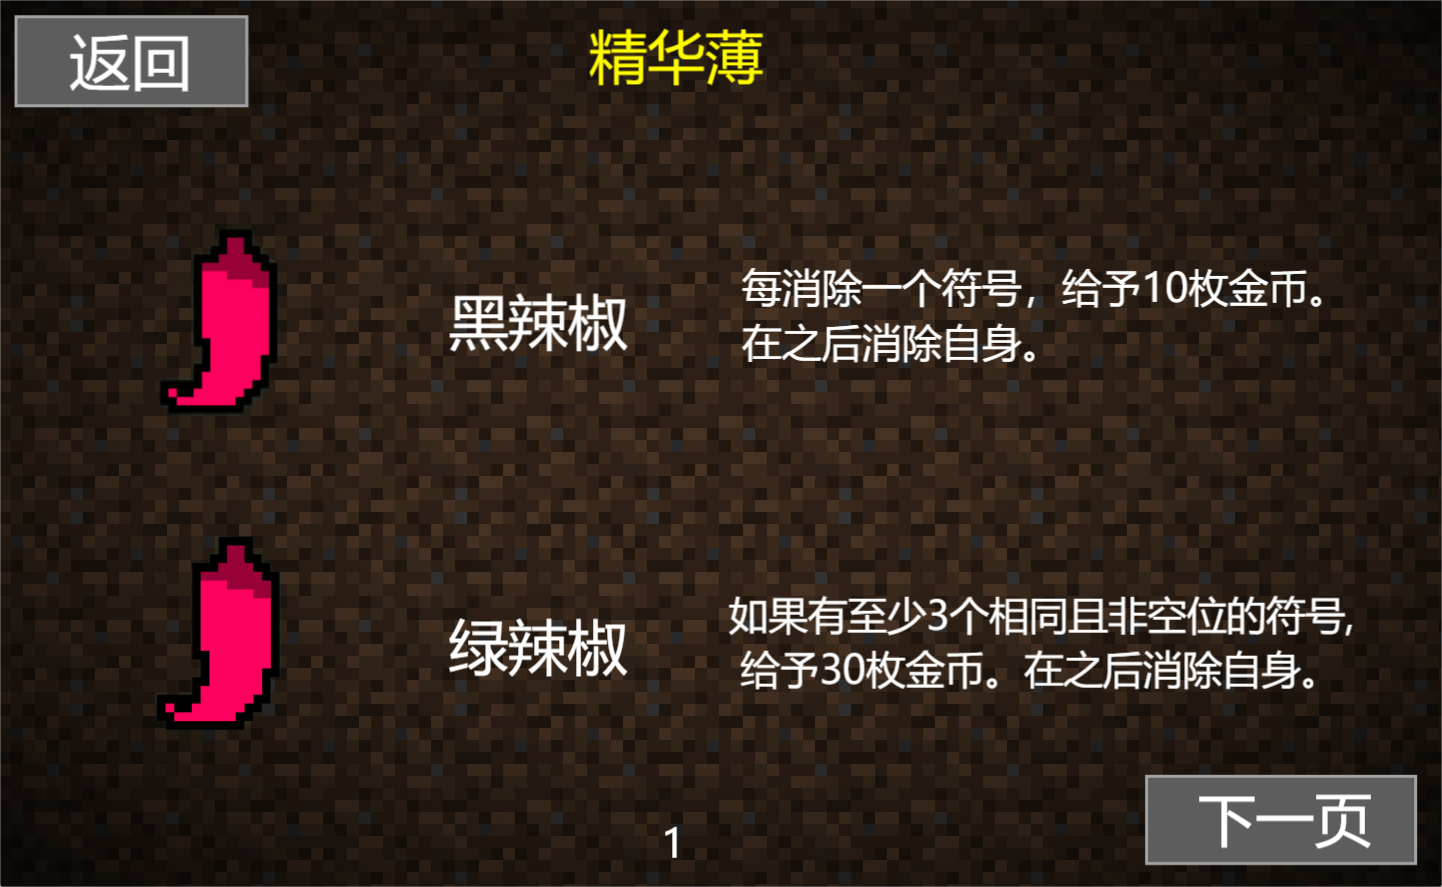 返回
精华薄
黑辣椒
每消除一个符号，给予10枚金币。
在之后消除自身。
绿辣椒
如果有至少3个相同且非空位的符号,
给予30枚金币。在之后消除自身。
1
下一页